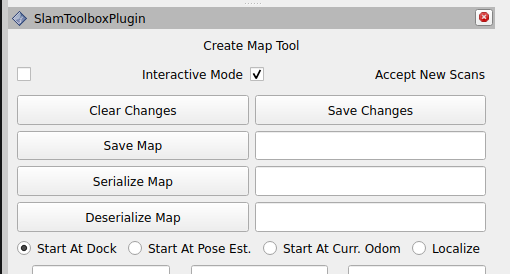 SlamToolboxPlugin
Create Map Tool
Interactive Mode Accept New Scans
Clear Changes Save Changes
Save Map
Serialize Map
Deserialize Map
Start At Dock Start At Pose Est. Start At Curr. Odom Localize